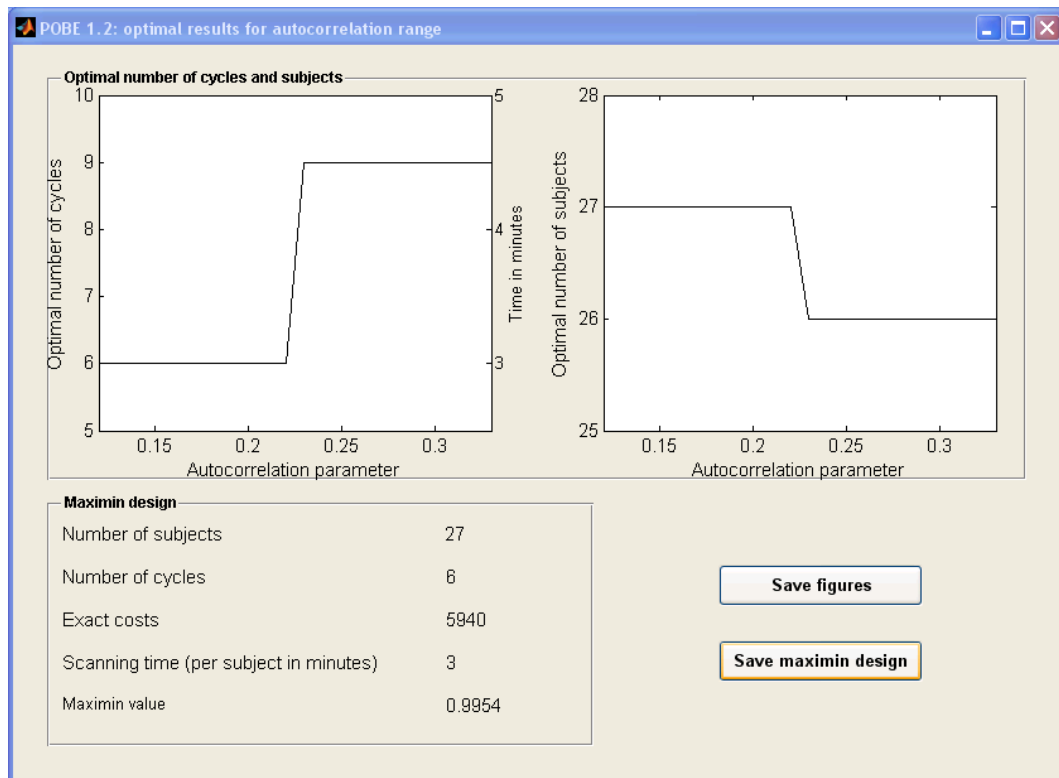 POBE 1.2: optimal results for autocorrelation range
Optimal number of cycles and subjects
Optimal number of cycles
10
9
8
7
6
5
0.15 0.2 0.25 0.3
Autocorrelation parameter
5
4
3
Time in minutes
Optimal number of subjects
28
27
26
25
0.15 0.2 0.25 0.3
Autocorrelation parameter
Maximin design
Number of subjects 27
Number of cycles 6
Exact costs 5940
Scanning time (per subject in minutes) 3
Maximin value 0.9954
Save figures
Save maximin design